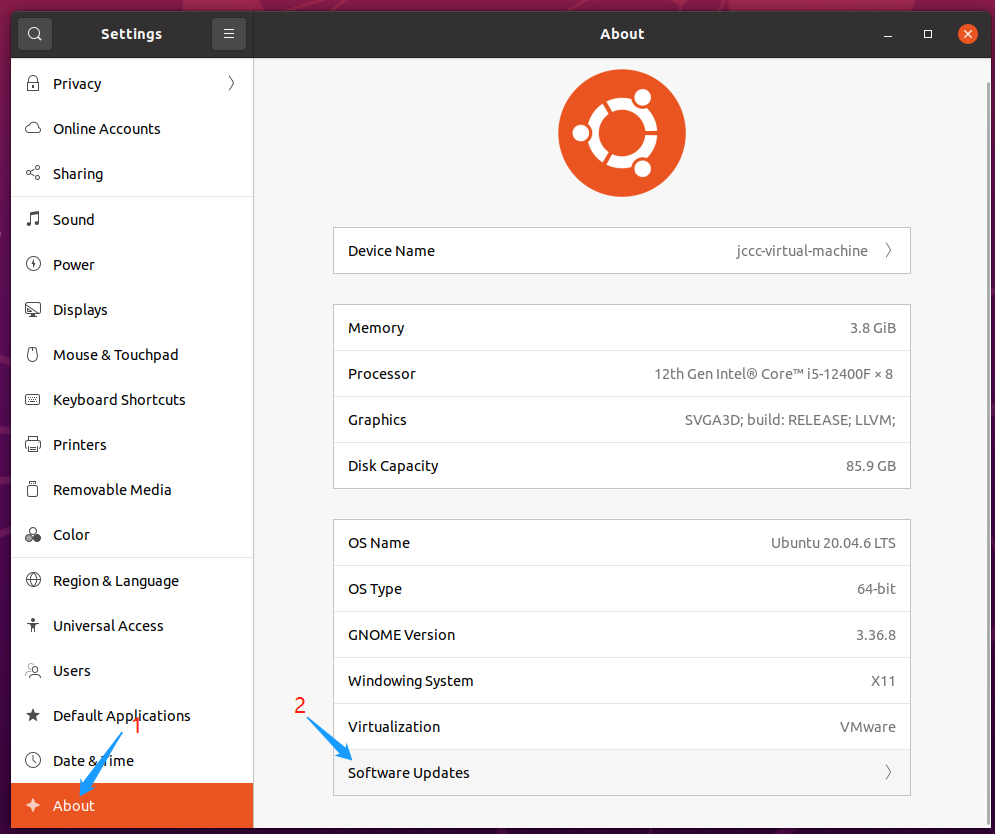 Settings
About
Privacy
Online Accounts
Sharing
Sound
Power
Displays
Mouse & Touchpad
Keyboard Shortcuts
Printers
Removable Media
Color
Region & Language
Universal Access
Users
Default Applications
1
Date & Time
About
Device Name jccc-virtual-machine
Memory 3.8 GiB
Processor 12th Gen Intel® Core™ i5-12400F × 8
Graphics SVGA3D; build: RELEASE; LLVM;
Disk Capacity 85.9 GB
OS Name Ubuntu 20.04.6 LTS
OS Type 64-bit
GNOME Version 3.36.8
Windowing System X11
2
Virtualization VMware
Software Updates